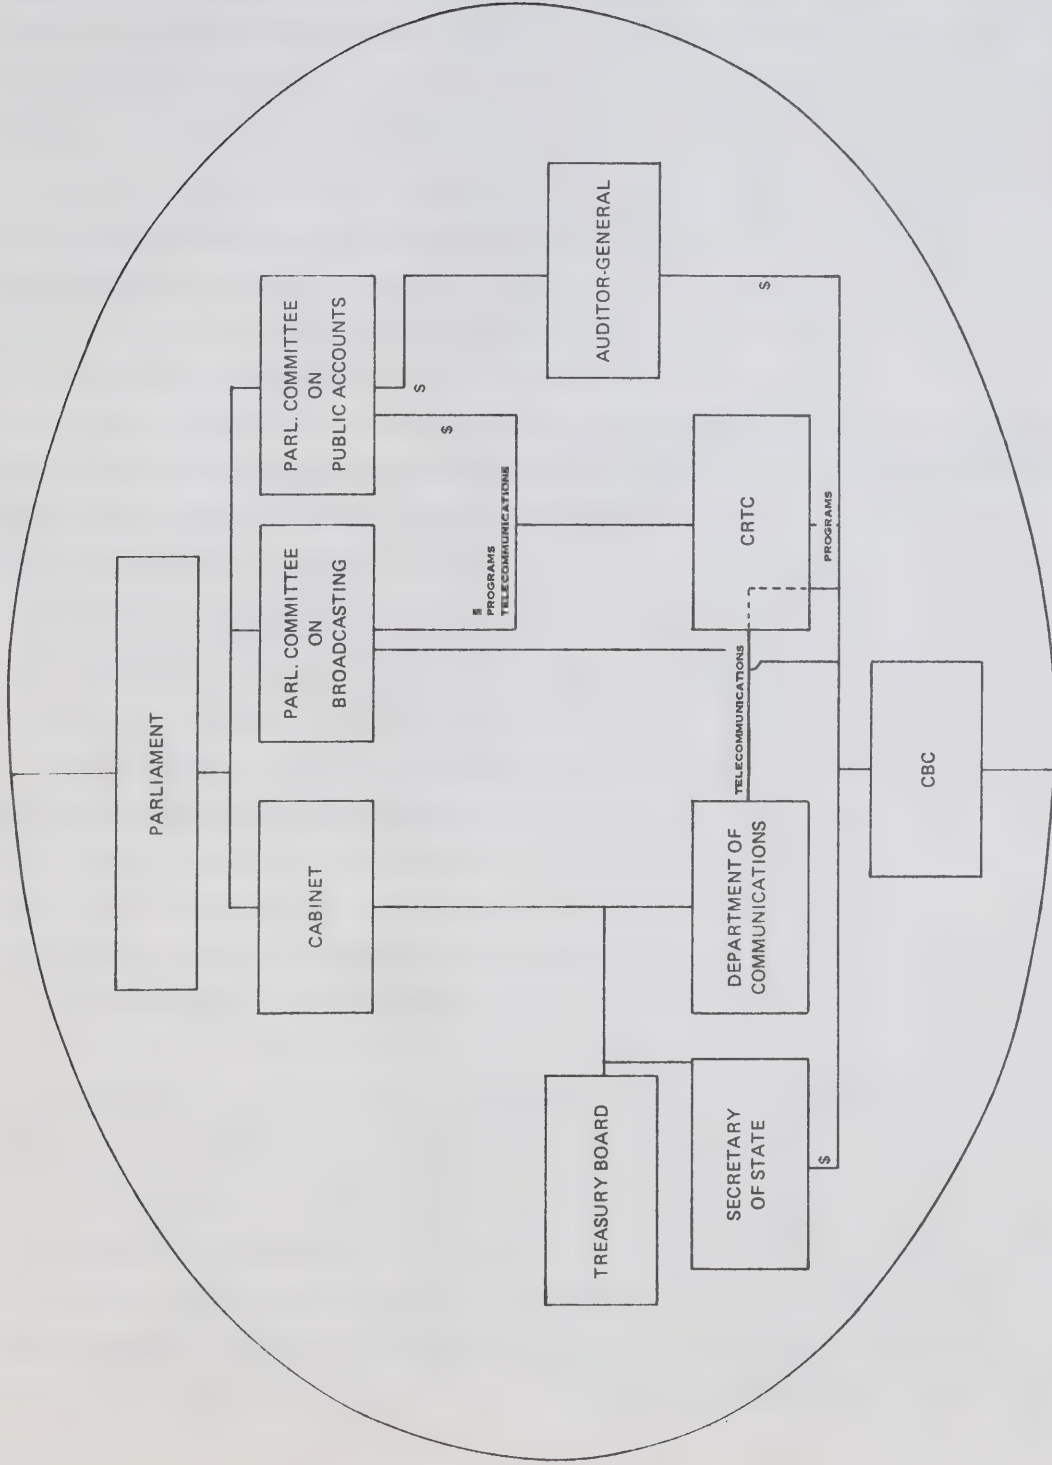 PARLIAMENT
CABINET
PARL. COMMITTEE
ON
BROADCASTING
PARL. COMMITTEE
ON
PUBLIC ACCOUNTS
$
$
$
PROGRAMS
TELECOMMUNICATIONS
TREASURY BOARD
AUDITOR-GENERAL
$
SECRETARY
OF STATE
$
DEPARTMENT OF
COMMUNICATIONS
TELECOMMUNICATIONS
CRTC
PROGRAMS
CBC